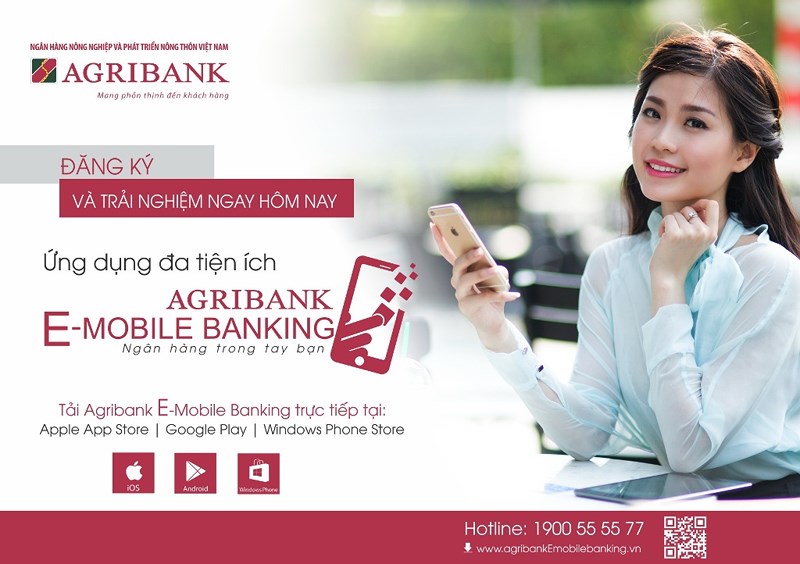 NGÂN HÀNG NÔNG NGHIỆP VÀ PHÁT TRIỂN NÔNG THÔN VIỆT NAM
AGRIBANK
Mang phồn thịnh đến khách hàng
ĐĂNG KÝ
VÀ TRẢI NGHIỆM NGAY HÔM NAY
Ứng dụng đa tiện ích
AGRIBANK
E-MOBILE BANKING
Ngân hàng trong tay bạn
Tải Agribank E-Mobile Banking trực tiếp tại:
Apple App Store | Google Play | Windows Phone Store
iOS
Android
Windows Phone
Hotline: 1900 55 55 77
www.agribankEmobilebanking.vn